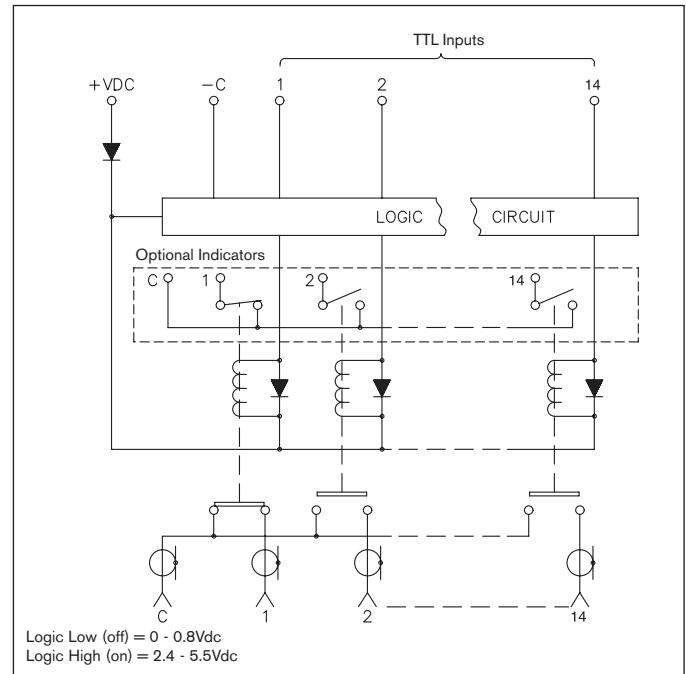 TTL Inputs
+VDC -C 1 2 14
LOGIC CIRCUIT
Optional Indicators
C 1 2 14
C 1 2 14
Logic Low (off) = 0 - 0.8Vdc
Logic High (on) = 2.4 - 5.5Vdc